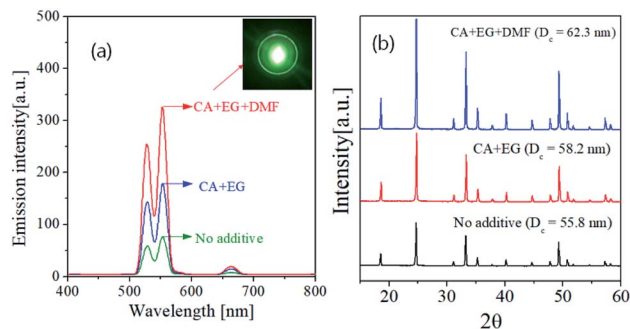 (a)
500
400
300
200
100
0
Emission intensity[a.u.]
CA+EG+DMF
CA+EG
No additive
400 500 600 700 800
Wavelength [nm]
(b)
Intensity[a.u.]
CA+EG+DMF (Dc = 62.3 nm)
CA+EG (Dc = 58.2 nm)
No additive (Dc = 55.8 nm)
20 30 40 50 60
2θ